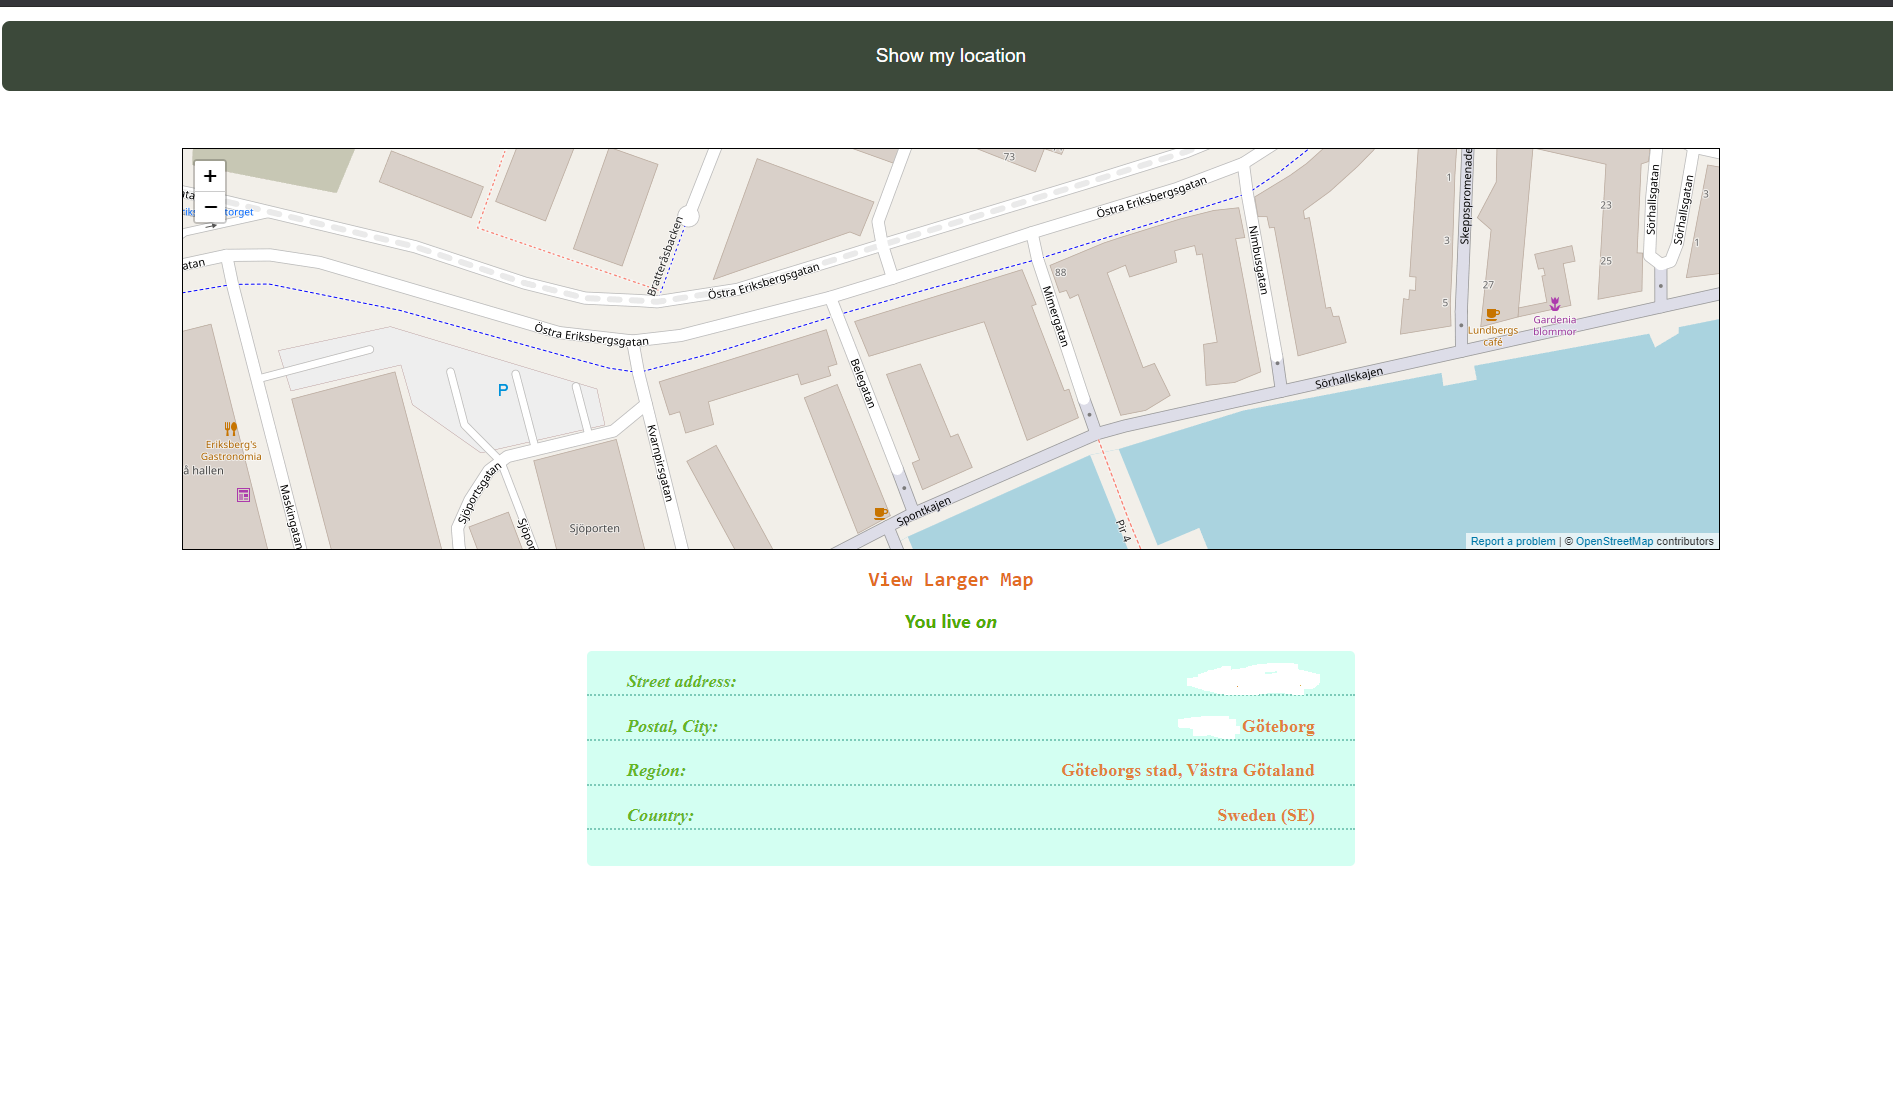 Show my location
+
−
73
Östra Eriksbergsgatan
Skeppspromenade
Sörhallsgatan
Sörhallsgatan
1
3
23
torget
Bratteråsbacken
3
1
atan
Östra Eriksbergsgatan
88
Nimbusgatan
25
27
5
Mimergatan
Lundbergs
café
Gardenia
blommor
Östra Eriksbergsgatan
Belegatan
Sörhallskajen
P
Eriksberg's
Gastronomia
å hallen
Kvarnpirsgatan
Maskingatan
Sjöportsgatan
Sjöpor
Sjöporten
Spontkajen
Pir 4
Report a problem | © OpenStreetMap contributors
View Larger Map
You live on
Street address:
Postal, City: Göteborg
Region: Göteborgs stad, Västra Götaland
Country: Sweden (SE)